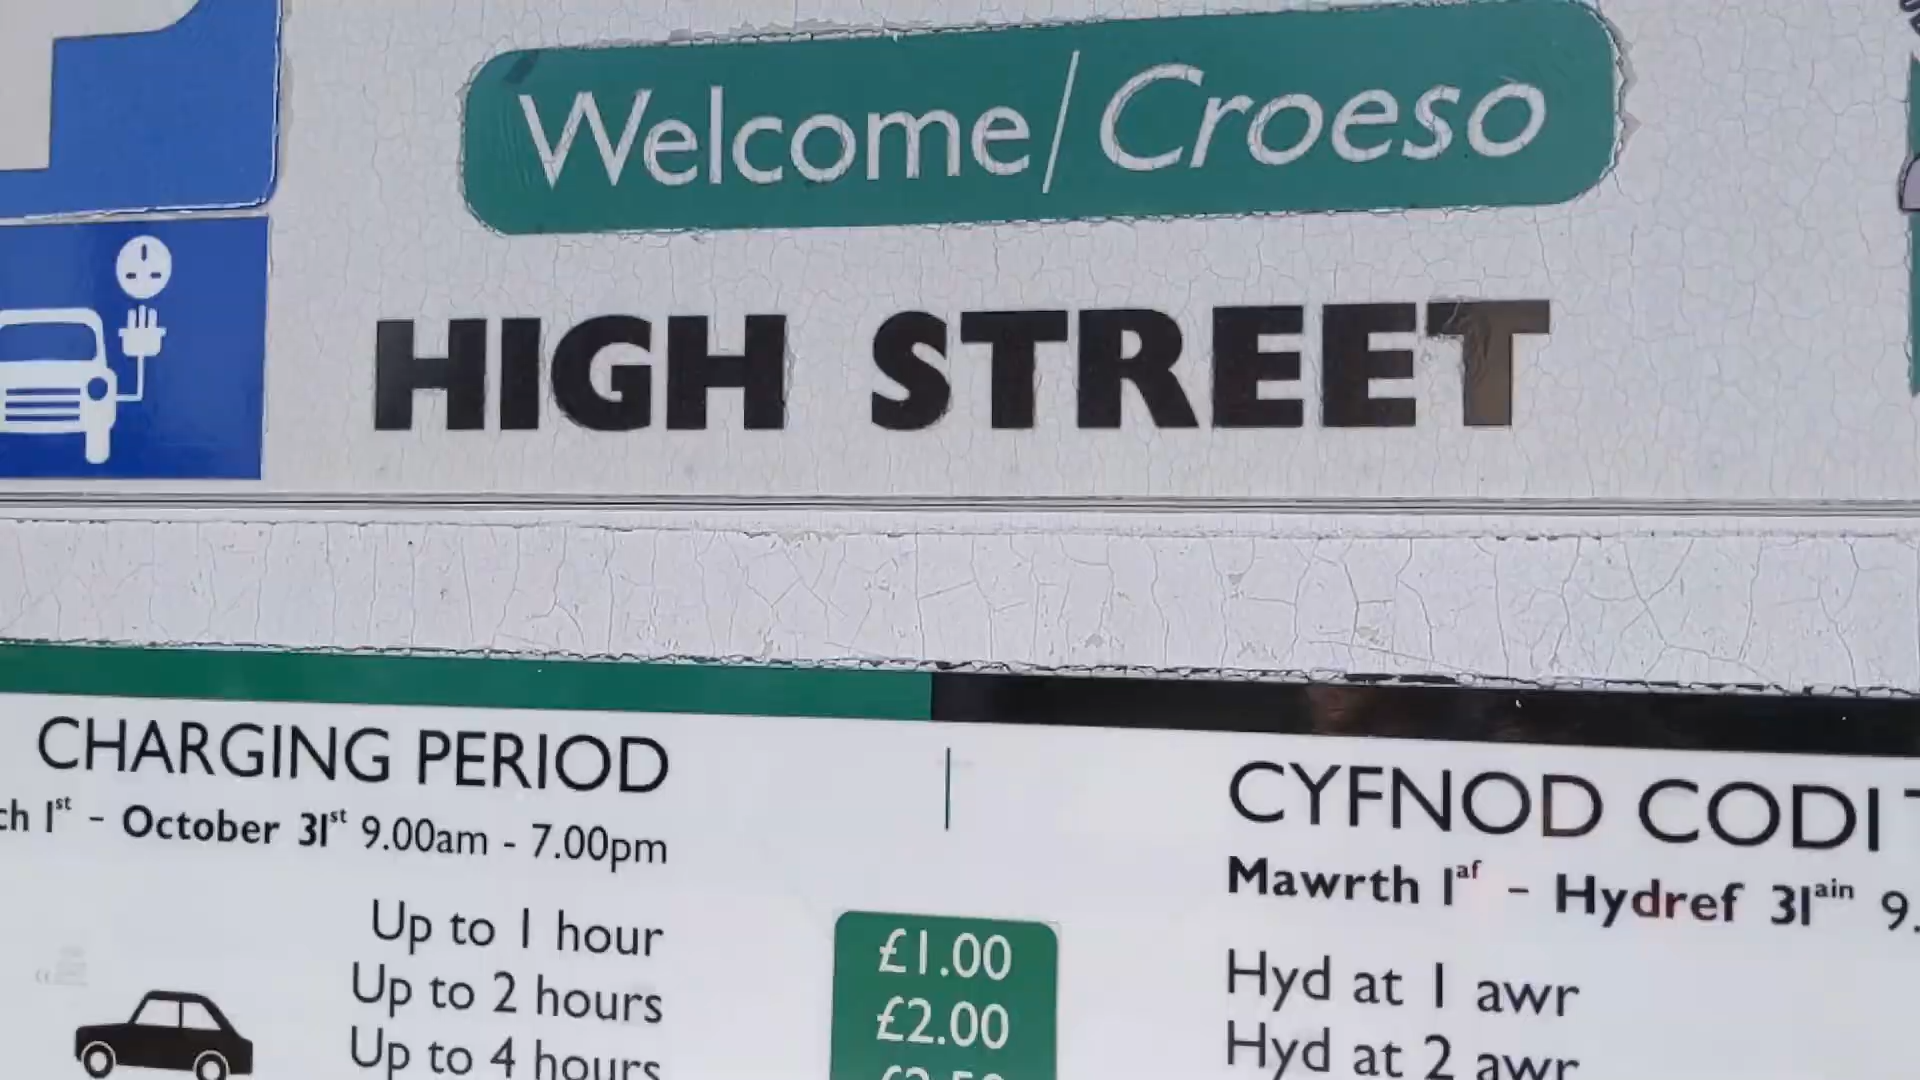 Welcome/Croeso
HIGH STREET
CHARGING PERIOD
1st - October 31st 9.00am - 7.00pm
Up to 1 hour £1.00
Up to 2 hours £2.00
Up to 4 hours
CYFNOD CODI
Mawrth 1af - Hydref 31ain 9.
Hyd at 1 awr
Hyd at 2 awr